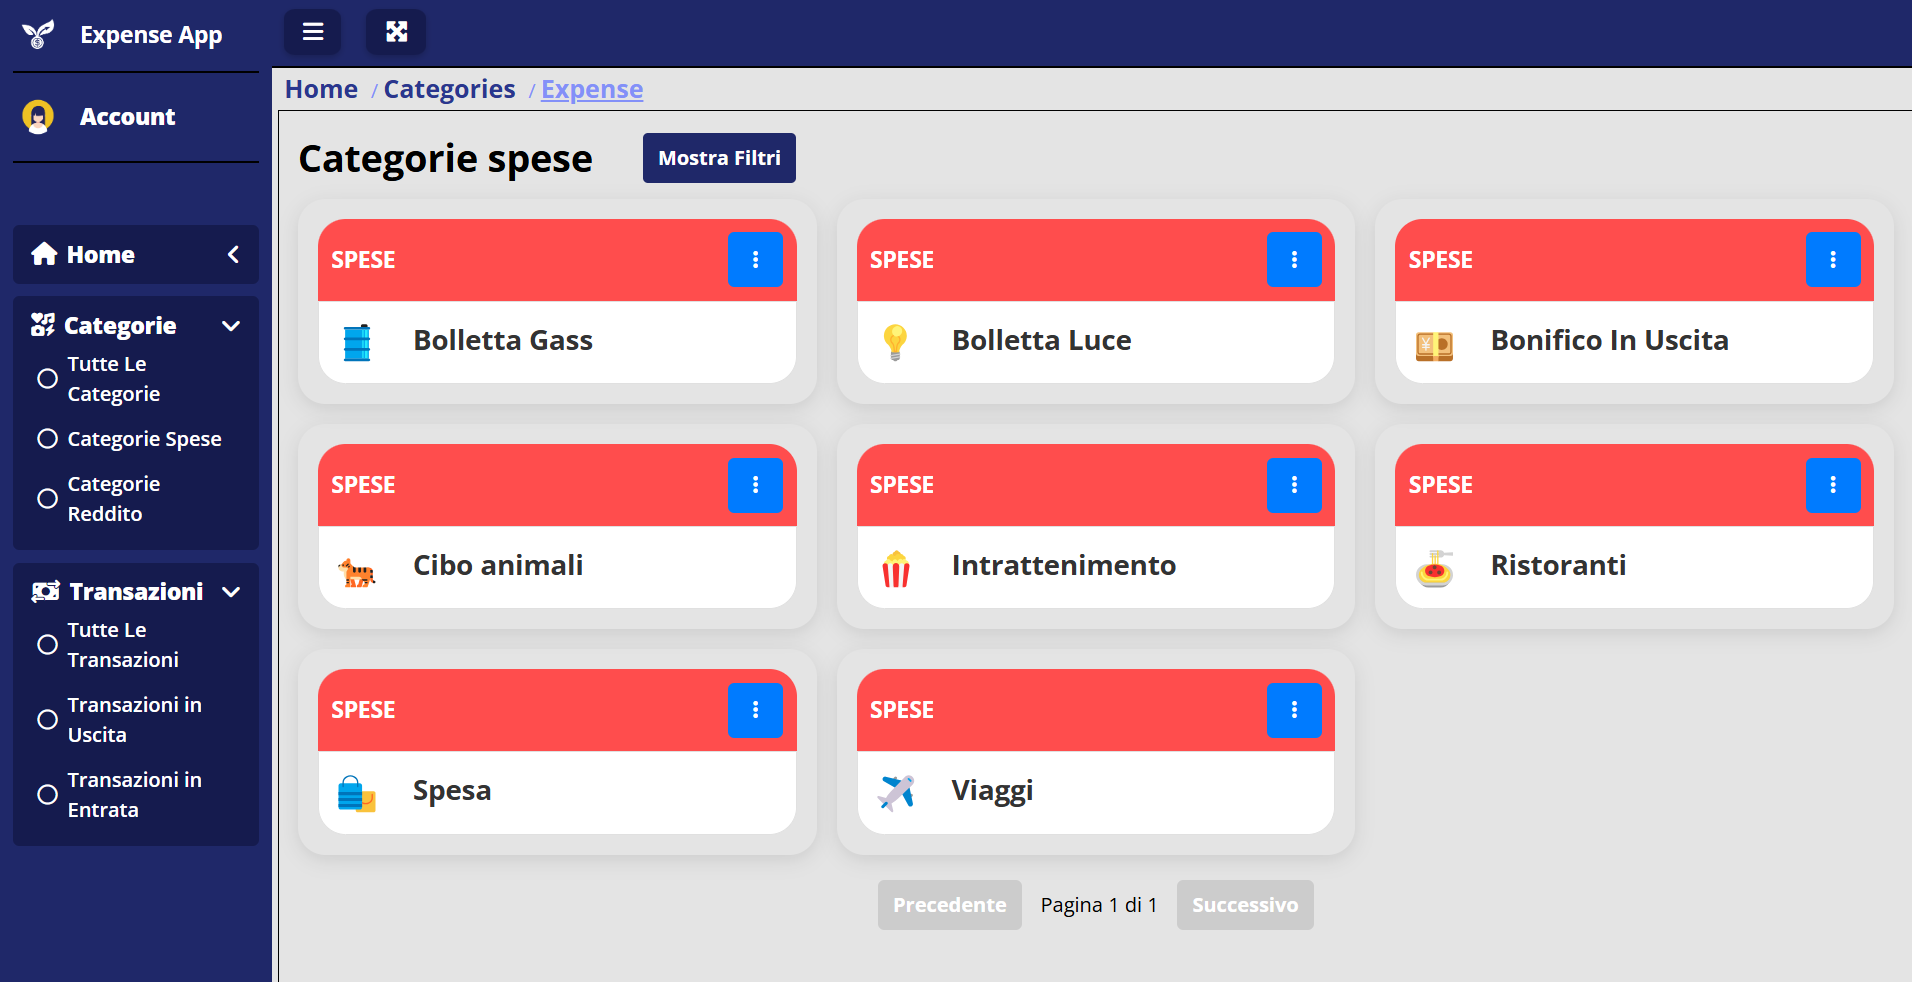 Expense App
Account
Home
Categorie
Tutte Le
Categorie
Categorie Spese
Categorie
Reddito
Transazioni
Tutte Le
Transazioni
Transazioni in
Uscita
Transazioni in
Entrata
Home / Categories / Expense
Categorie spese
Mostra Filtri
SPESE
Bolletta Gass
SPESE
Bolletta Luce
SPESE
Bonifico In Uscita
SPESE
Cibo animali
SPESE
Intrattenimento
SPESE
Ristoranti
SPESE
Spesa
SPESE
Viaggi
Precedente
Pagina 1 di 1
Successivo